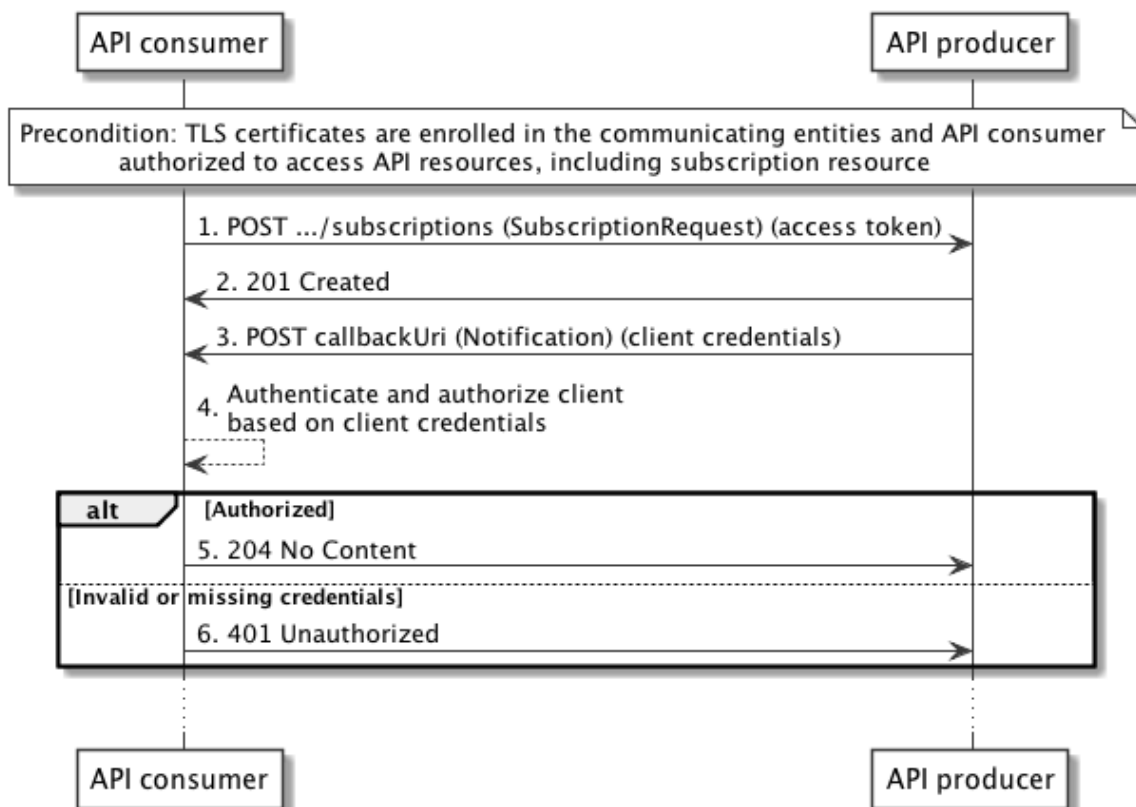 API consumer
API producer
Precondition: TLS certificates are enrolled in the communicating entities and API consumer
authorized to access API resources, including subscription resource
1. POST .../subscriptions (SubscriptionRequest) (access token)
2. 201 Created
3. POST callbackUri (Notification) (client credentials)
4. Authenticate and authorize client
based on client credentials
alt [Authorized]
5. 204 No Content
[Invalid or missing credentials]
6. 401 Unauthorized
API consumer
API producer